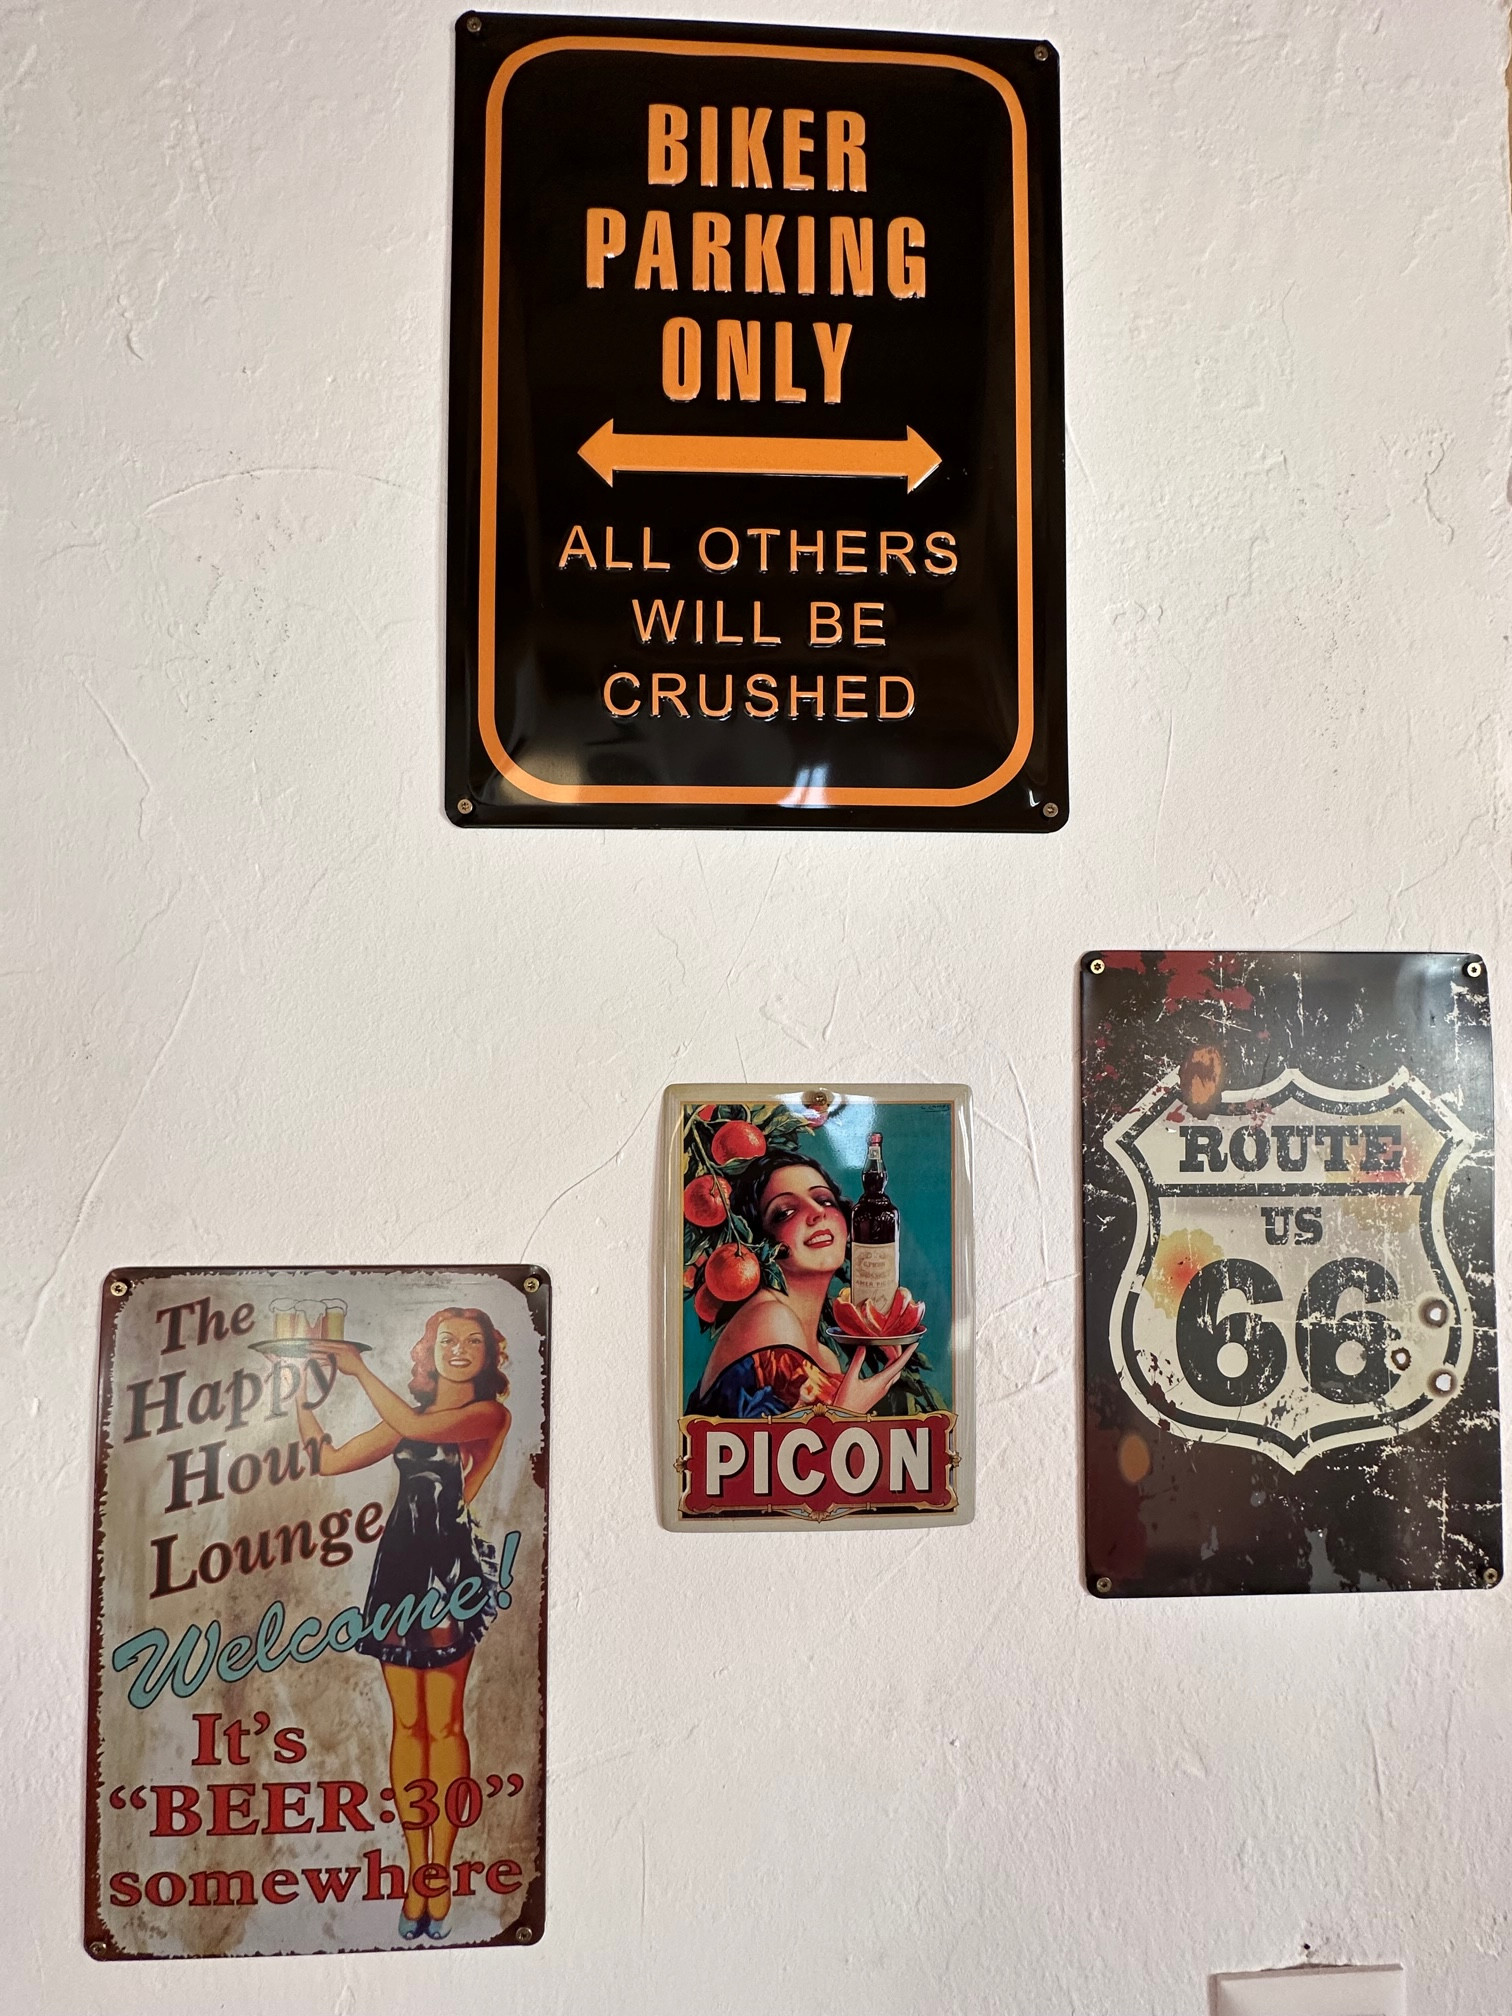 BIKER
PARKING
ONLY
ALL OTHERS
WILL BE
CRUSHED
ROUTE
US
66
PICON
The
Happy
Hour
Lounge
Welcome!
It's
“BEER:30”
somewhere